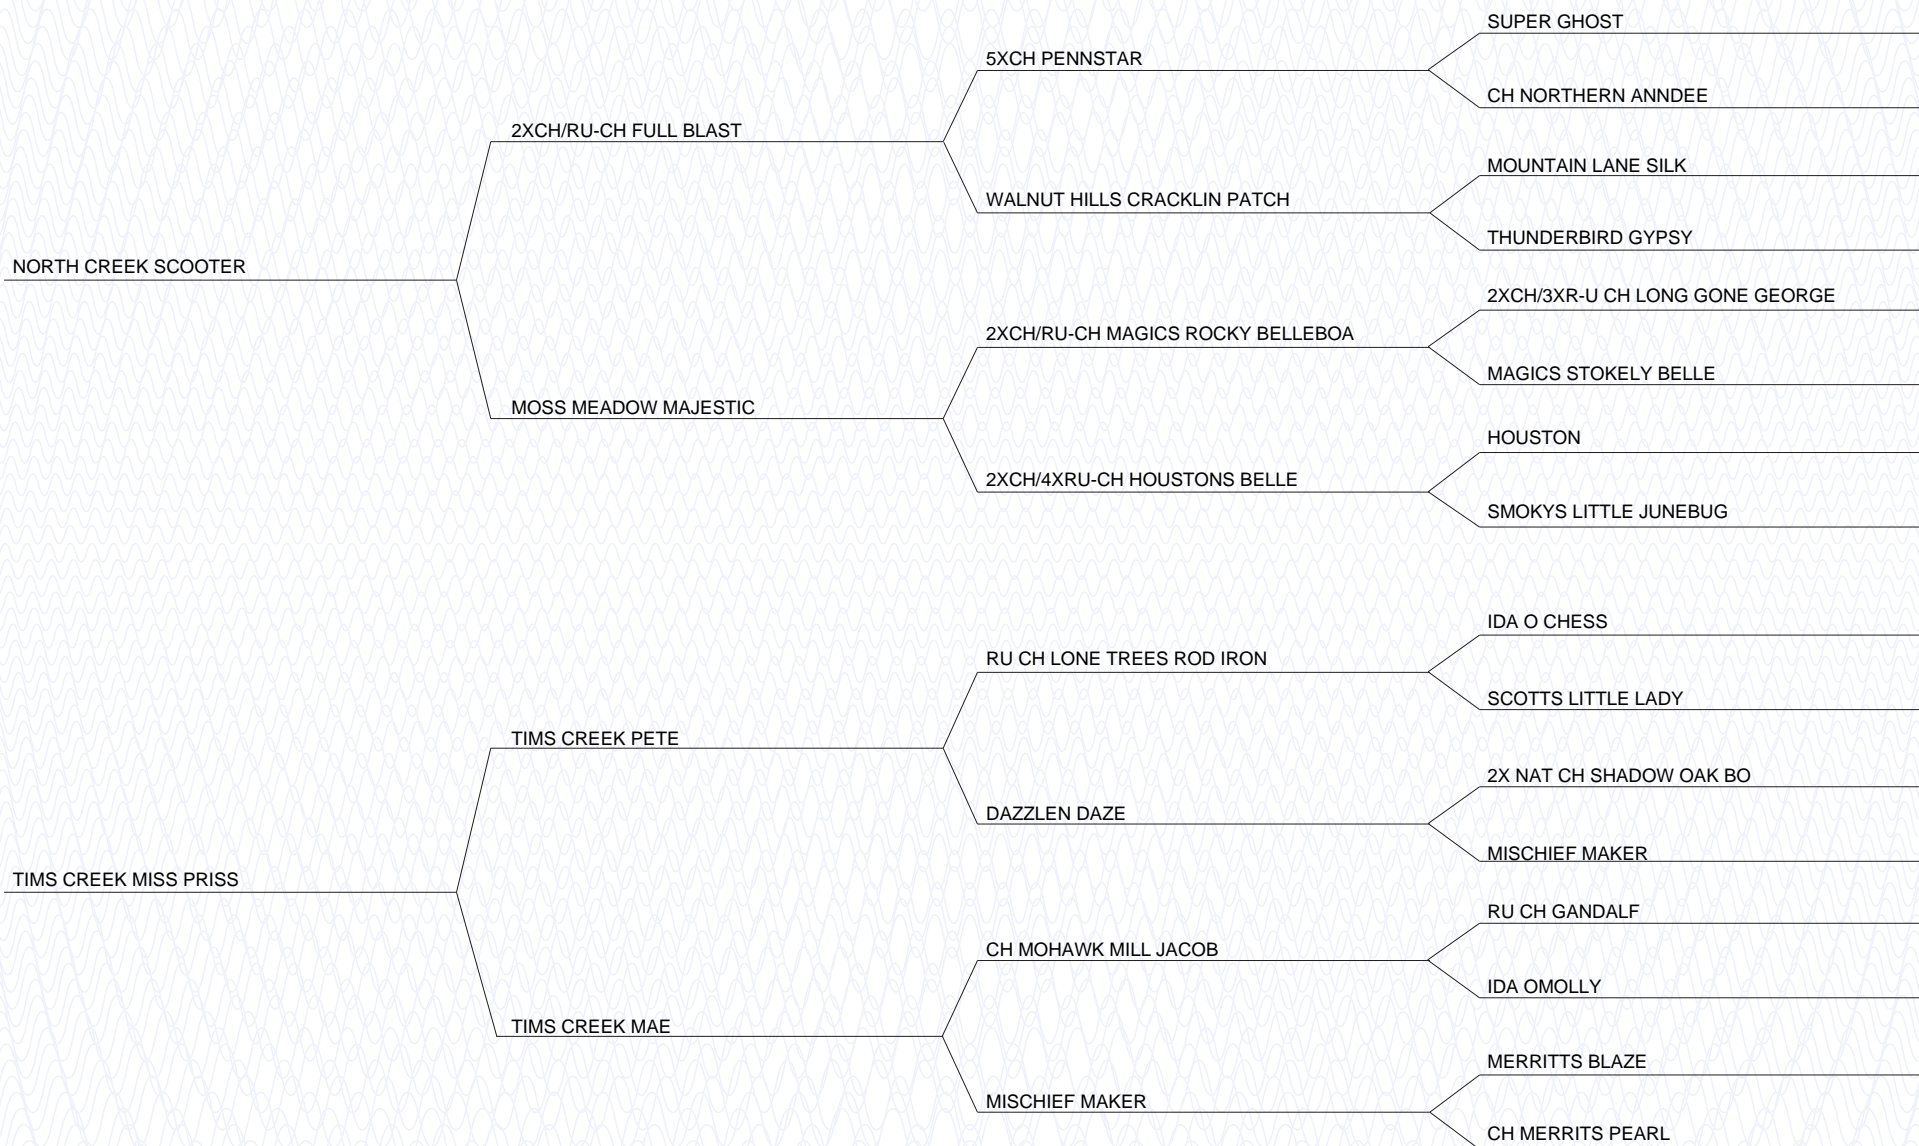 SUPER GHOST
5XCH PENNSTAR
CH NORTHERN ANNDEE
2XCH/RU-CH FULL BLAST
MOUNTAIN LANE SILK
WALNUT HILLS CRACKLIN PATCH
THUNDERBIRD GYPSY
NORTH CREEK SCOOTER
2XCH/3XR-U CH LONG GONE GEORGE
2XCH/RU-CH MAGICS ROCKY BELLEBOA
MAGICS STOKELY BELLE
MOSS MEADOW MAJESTIC
HOUSTON
2XCH/4XRU-CH HOUSTONS BELLE
SMOKYS LITTLE JUNEBUG
IDA O CHESS
RU CH LONE TREES ROD IRON
SCOTTS LITTLE LADY
TIMS CREEK PETE
2X NAT CH SHADOW OAK BO
DAZZLEN DAZE
MISCHIEF MAKER
TIMS CREEK MISS PRISS
RU CH GANDALF
CH MOHAWK MILL JACOB
IDA OMOLLY
TIMS CREEK MAE
MERRITTS BLAZE
MISCHIEF MAKER
CH MERRITS PEARL